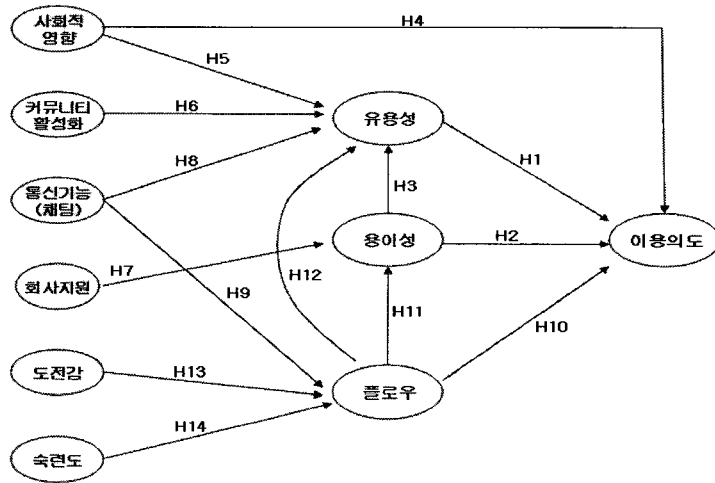 사회적
영향
H4
H5
커뮤니티
활성화
H6
유용성
H8
H1
통신기능
(채팅)
H3
용이성
H2
이용의도
회사지원
H7
H9
H12
H11
H10
도전감
H13
플로우
H14
숙련도